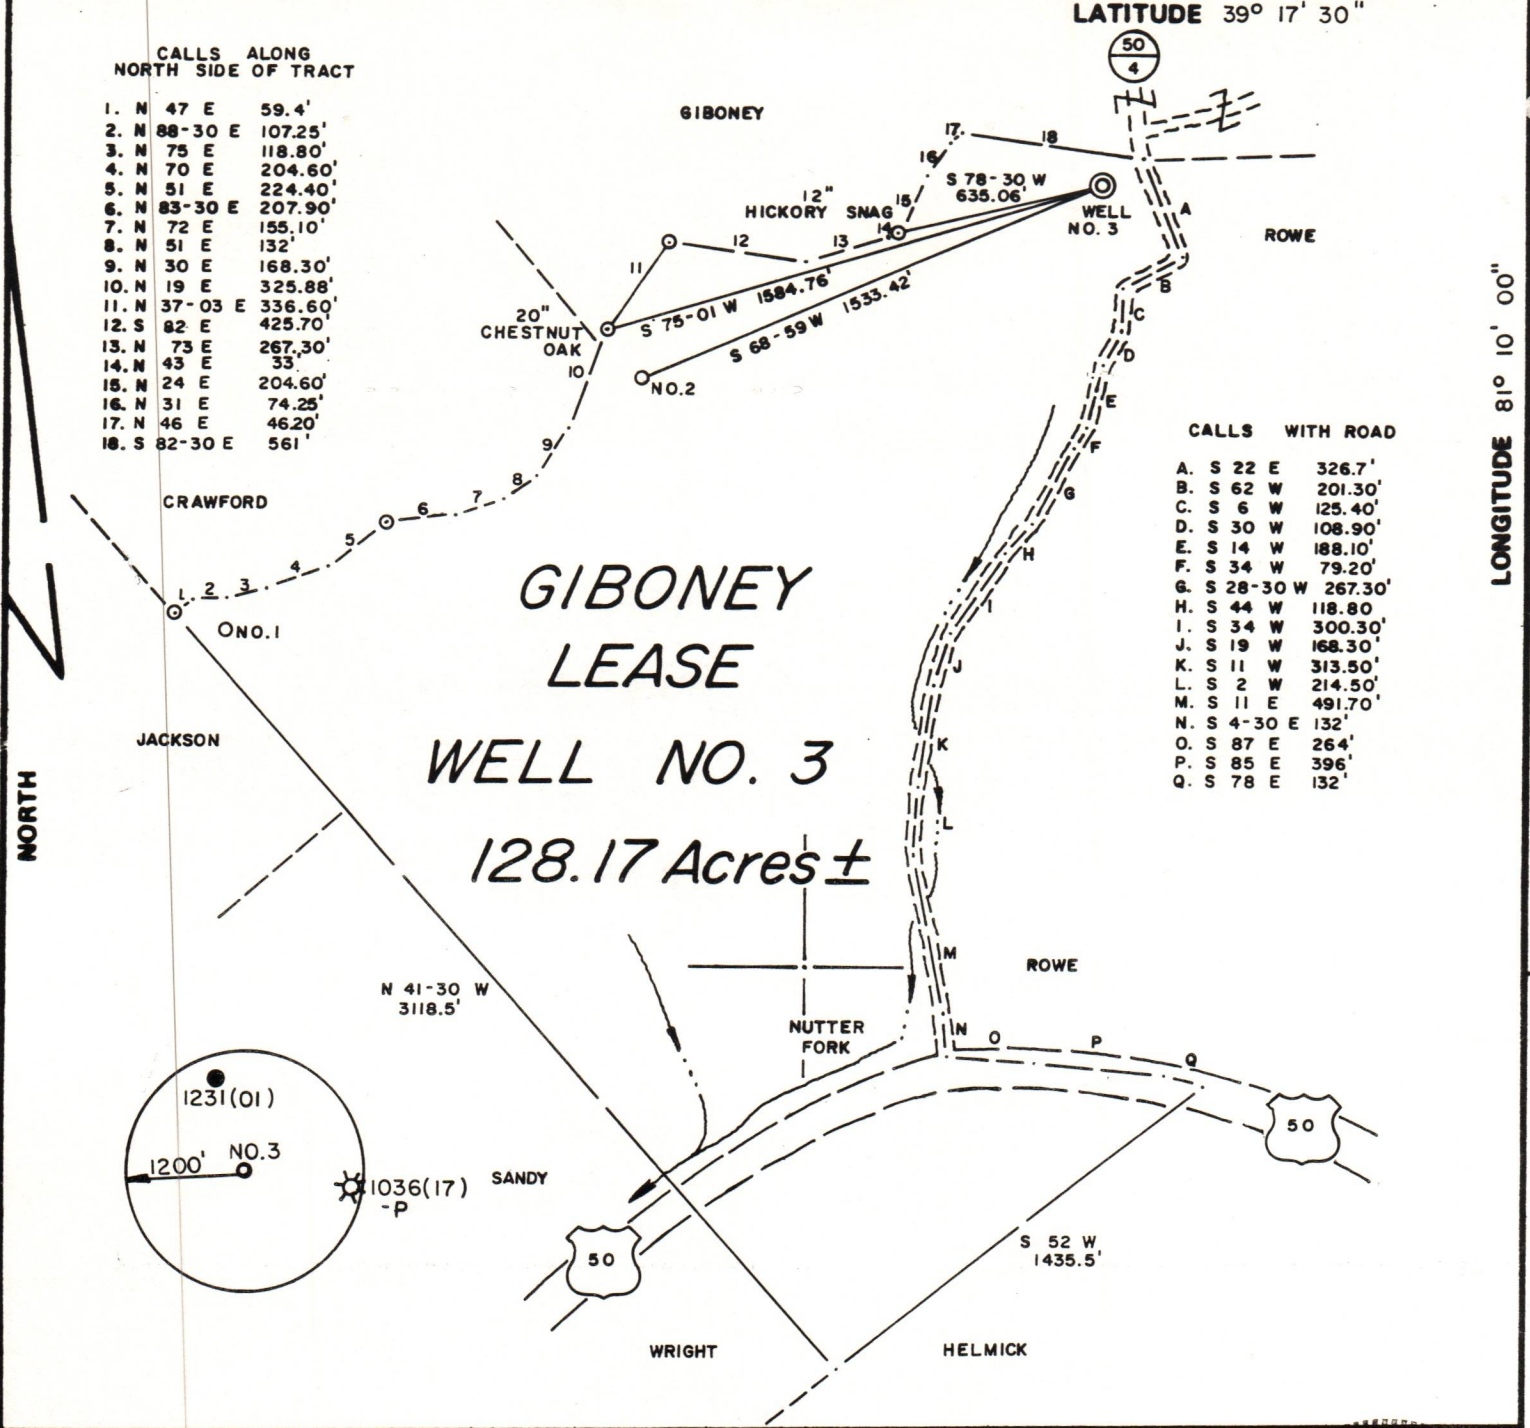 LATITUDE 39° 17' 30"
50
4
CALLS ALONG
NORTH SIDE OF TRACT
1. N 47 E 59.4'
2. N 88-30 E 107.25'
3. N 75 E 118.80'
4. N 70 E 204.60'
5. N 51 E 224.40'
6. N 83-30 E 207.90'
7. N 72 E 155.10'
8. N 51 E 132'
9. N 30 E 168.30'
10. N 19 E 325.88'
11. N 37-03 E 336.60'
12. S 82 E 425.70'
13. N 73 E 267.30'
14. N 43 E 33'
15. N 24 E 204.60'
16. N 31 E 74.25'
17. N 46 E 46.20'
18. S 82-30 E 561'
GIBONEY
17
18
16
S 78-30 W
635.06'
15
12"
HICKORY SNAG
14
WELL
NO. 3
A
ROWE
12
13
11
B
S 75-01 W 1584.76'
S 68-59 W 1533.42'
20"
CHESTNUT
OAK
C
D
10
NO.2
E
F
9
8
7
6
5
4
3
2
1
G
H
I
J
K
L
M
N
O
P
Q
LONGITUDE 81° 10' 00"
CALLS WITH ROAD
A. S 22 E 326.7'
B. S 62 W 201.30'
C. S 6 W 125.40'
D. S 30 W 108.90'
E. S 14 W 188.10'
F. S 34 W 79.20'
G. S 28-30 W 267.30'
H. S 44 W 118.80
I. S 34 W 300.30'
J. S 19 W 168.30'
K. S 11 W 313.50'
L. S 2 W 214.50'
M. S 11 E 491.70'
N. S 4-30 E 132'
O. S 87 E 264'
P. S 85 E 396'
Q. S 78 E 132'
CRAWFORD
NO.1
GIBONEY
LEASE
WELL NO. 3
128.17 Acres±
JACKSON
NORTH
N 41-30 W
3118.5'
ROWE
NUTTER
FORK
1231(01)
NO.3
1200'
1036(17)
-P
SANDY
50
50
S 52 W
1435.5'
WRIGHT
HELMICK